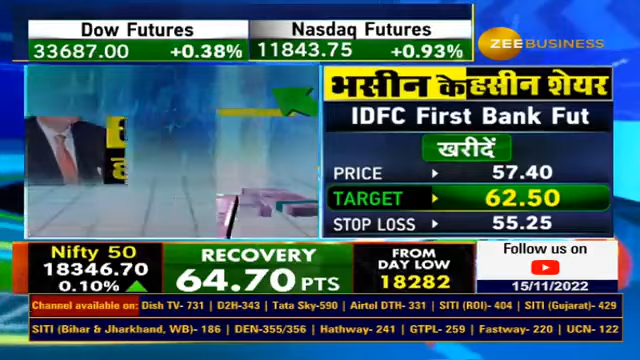 Dow Futures
33687.00 +0.38%
Nasdaq Futures
11843.75 +0.93%
ZEE BUSINESS
भसीन के हसीन शेयर
IDFC First Bank Fut
खरीदें
PRICE 57.40
TARGET 62.50
STOP LOSS 55.25
Nifty 50
18346.70
0.10%
RECOVERY
64.70 PTS
FROM
DAY LOW
18282
Follow us on
15/11/2022
Channel available on: Dish TV- 731 | D2H-343 | Tata Sky-590 | Airtel DTH- 331 | SITI (ROI)- 404 | SITI (Gujarat)- 429
SITI (Bihar & Jharkhand, WB)- 186 | DEN-355/356 | Hathway- 241 | GTPL- 259 | Fastway- 220 | UCN- 122